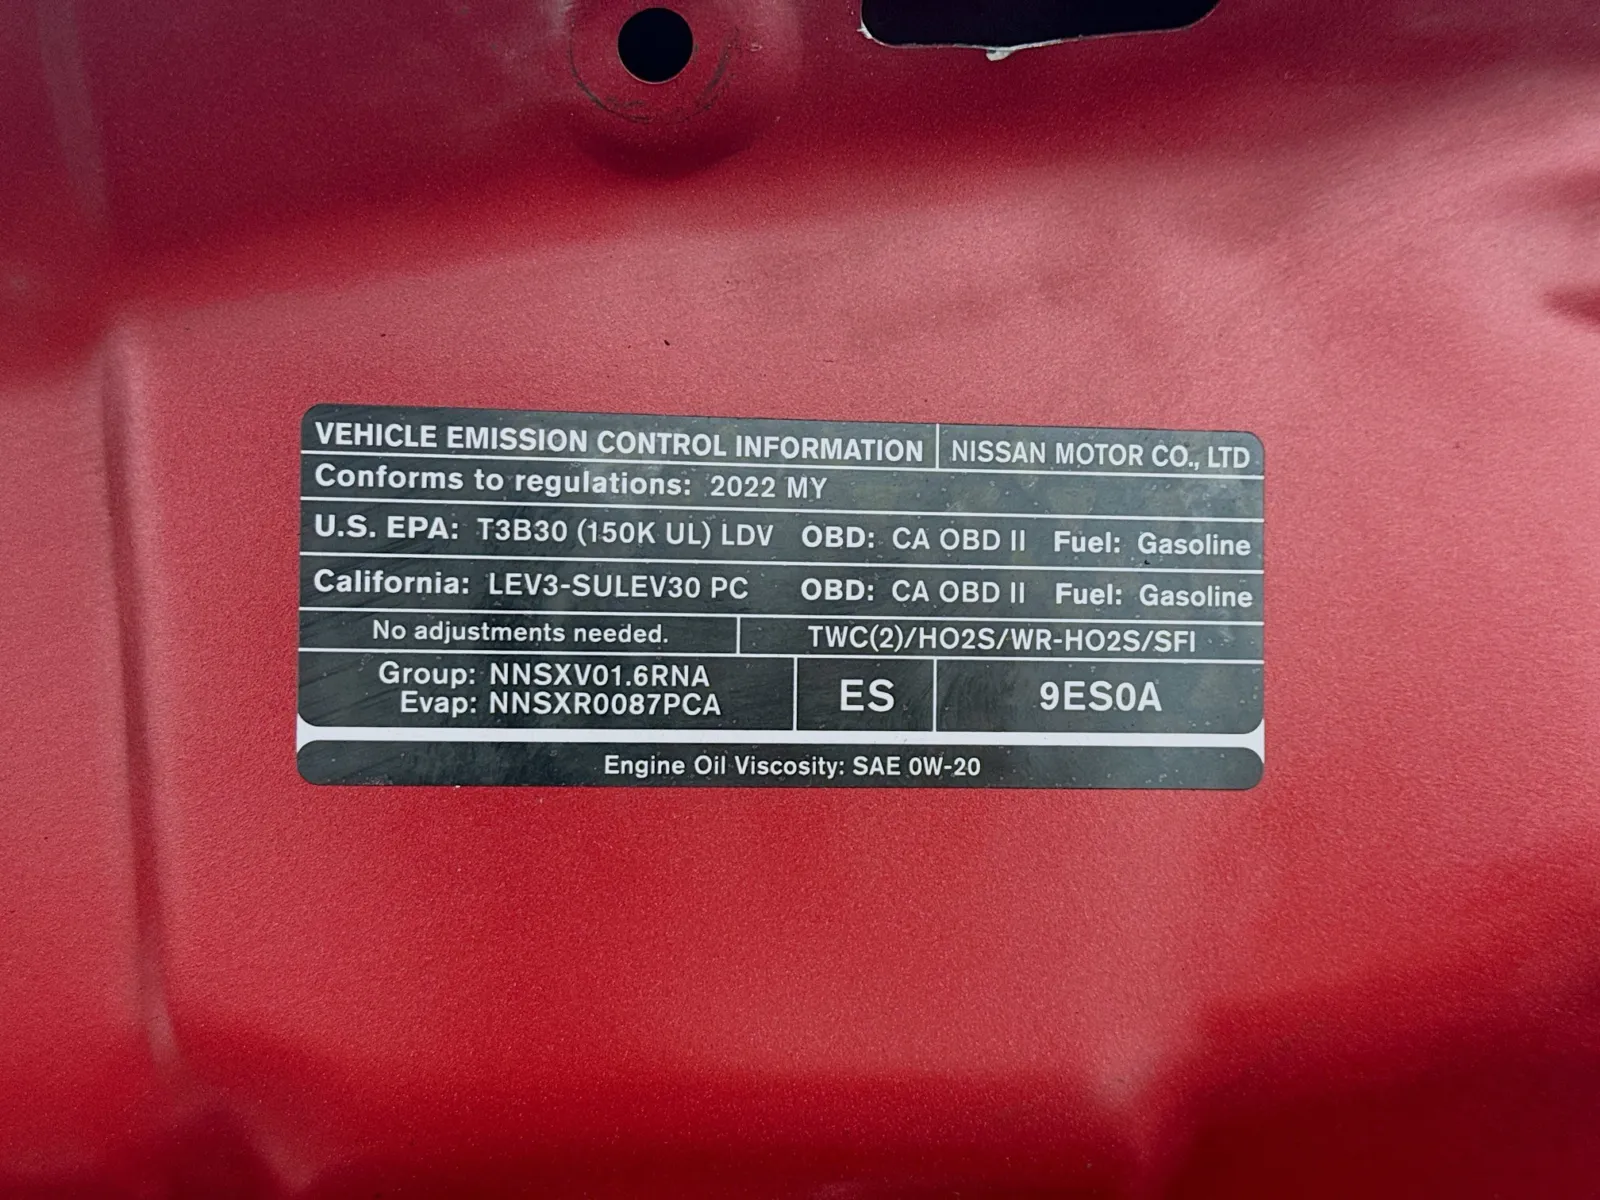 VEHICLE EMISSION CONTROL INFORMATION NISSAN MOTOR CO., LTD
Conforms to regulations: 2022 MY
U.S. EPA: T3B30 (150K UL) LDV OBD: CA OBD II Fuel: Gasoline
California: LEV3-SULEV30 PC OBD: CA OBD II Fuel: Gasoline
No adjustments needed. TWC(2)/HO2S/WR-HO2S/SFI
Group: NNSXV01.6RNA
Evap: NNSXR0087PCA
ES
9ES0A
Engine Oil Viscosity: SAE 0W-20